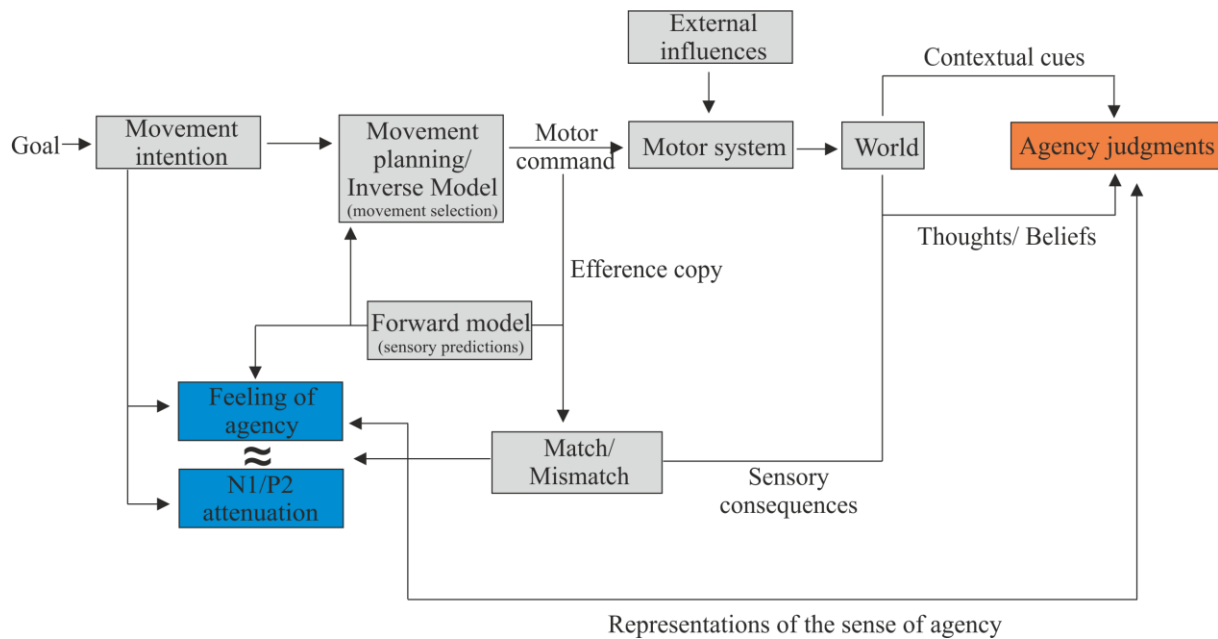 External
influences
Contextual cues
Goal
Movement
intention
Movement
planning/
Inverse Model
(movement selection)
Motor
command
Motor system
World
Agency judgments
Thoughts/ Beliefs
Efference copy
Forward model
(sensory predictions)
Feeling of
agency
≈
N1/P2
attenuation
Match/
Mismatch
Sensory
consequences
Representations of the sense of agency